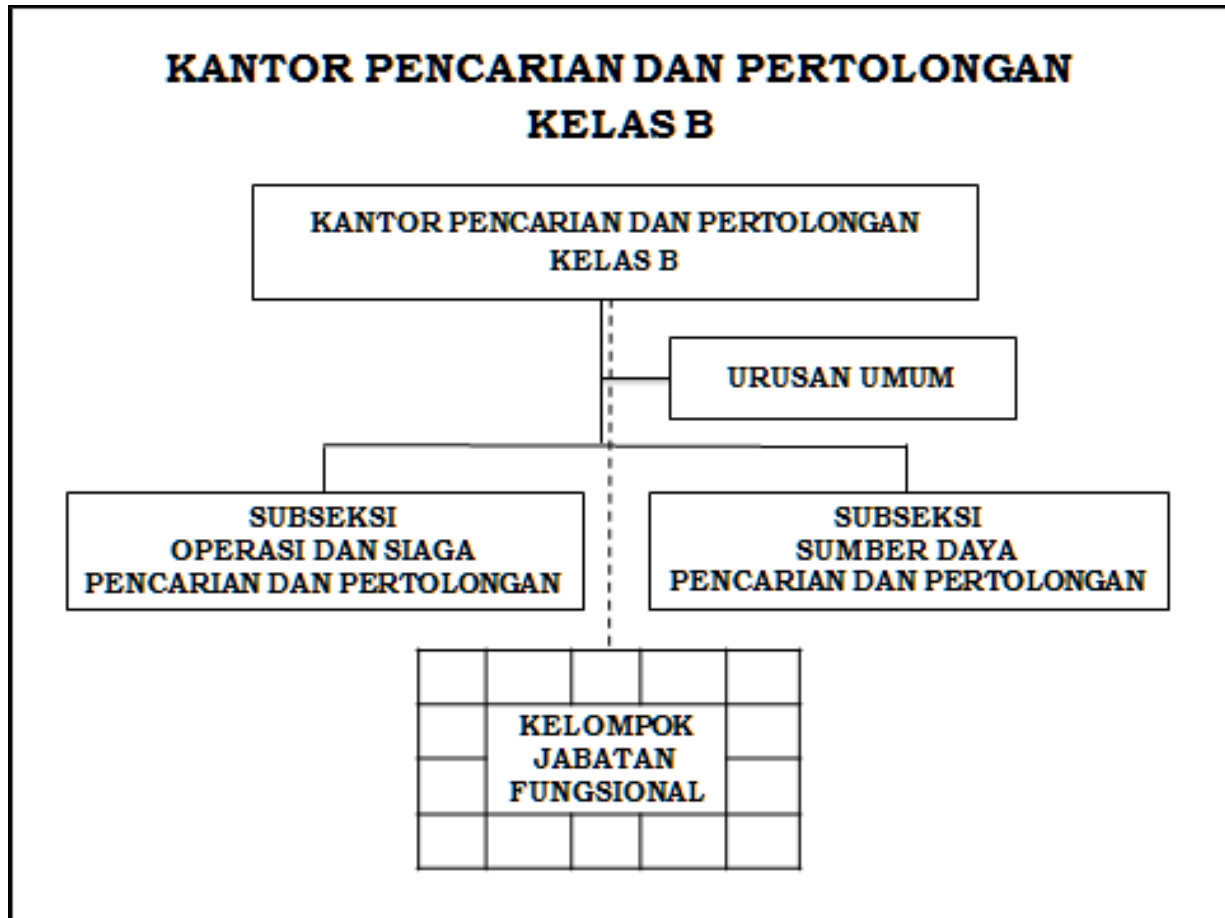 KANTOR PENCARIAN DAN PERTOLONGAN
KELAS B
KANTOR PENCARIAN DAN PERTOLONGAN
KELAS B
URUSAN UMUM
SUBSEKSI
OPERASI DAN SIAGA
PENCARIAN DAN PERTOLONGAN
SUBSEKSI
SUMBER DAYA
PENCARIAN DAN PERTOLONGAN
KELOMPOK
JABATAN
FUNGSIONAL